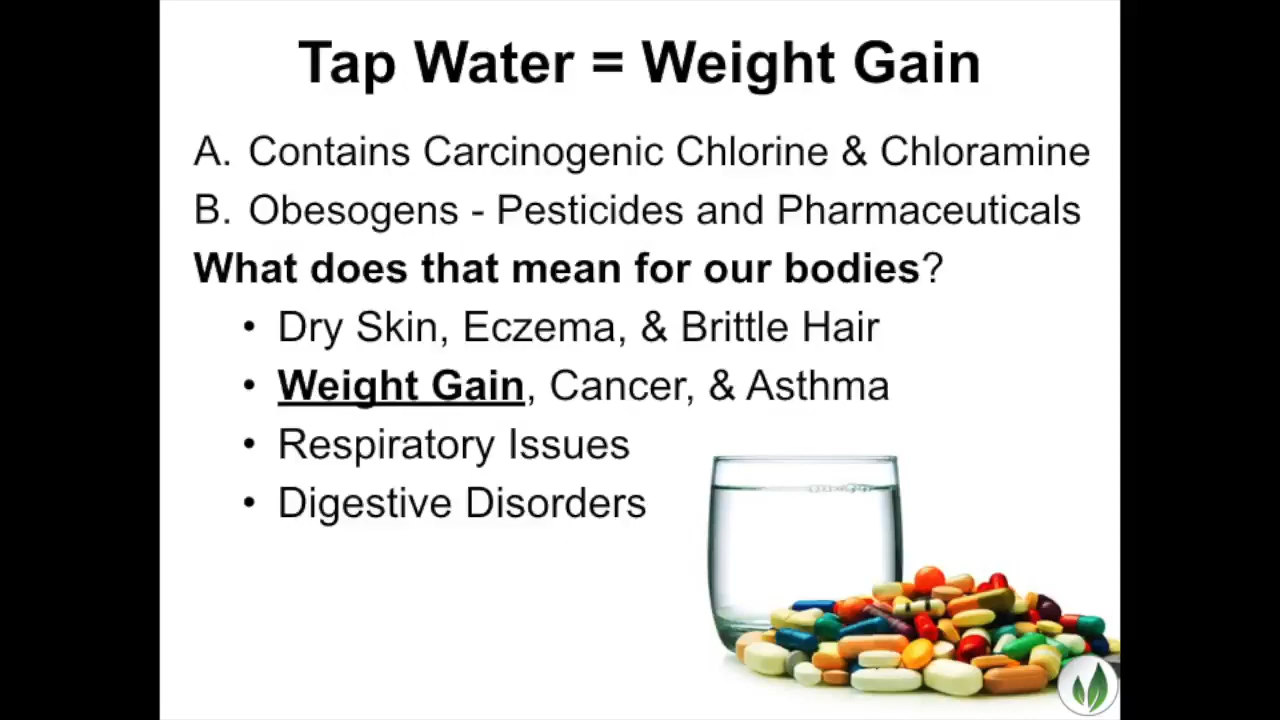 Tap Water = Weight Gain
A. Contains Carcinogenic Chlorine & Chloramine
B. Obesogens - Pesticides and Pharmaceuticals
What does that mean for our bodies?
• Dry Skin, Eczema, & Brittle Hair
• Weight Gain, Cancer, & Asthma
• Respiratory Issues
• Digestive Disorders